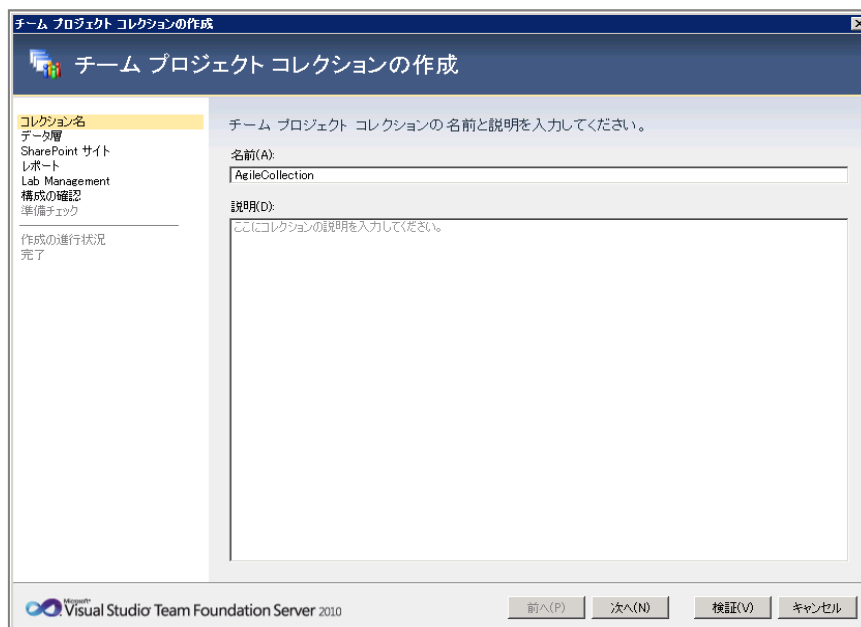 チーム プロジェクト コレクションの作成
チーム プロジェクト コレクションの作成
コレクション名
データ層
SharePoint サイト
レポート
Lab Management
構成の確認
準備チェック
作成の進行状況
完了
チーム プロジェクト コレクションの名前と説明を入力してください。
名前(A):
AgileCollection
説明(D):
ここにコレクションの説明を入力してください。
Microsoft
Visual Studio Team Foundation Server 2010
前へ(P)
次へ(N)
検証(V)
キャンセル